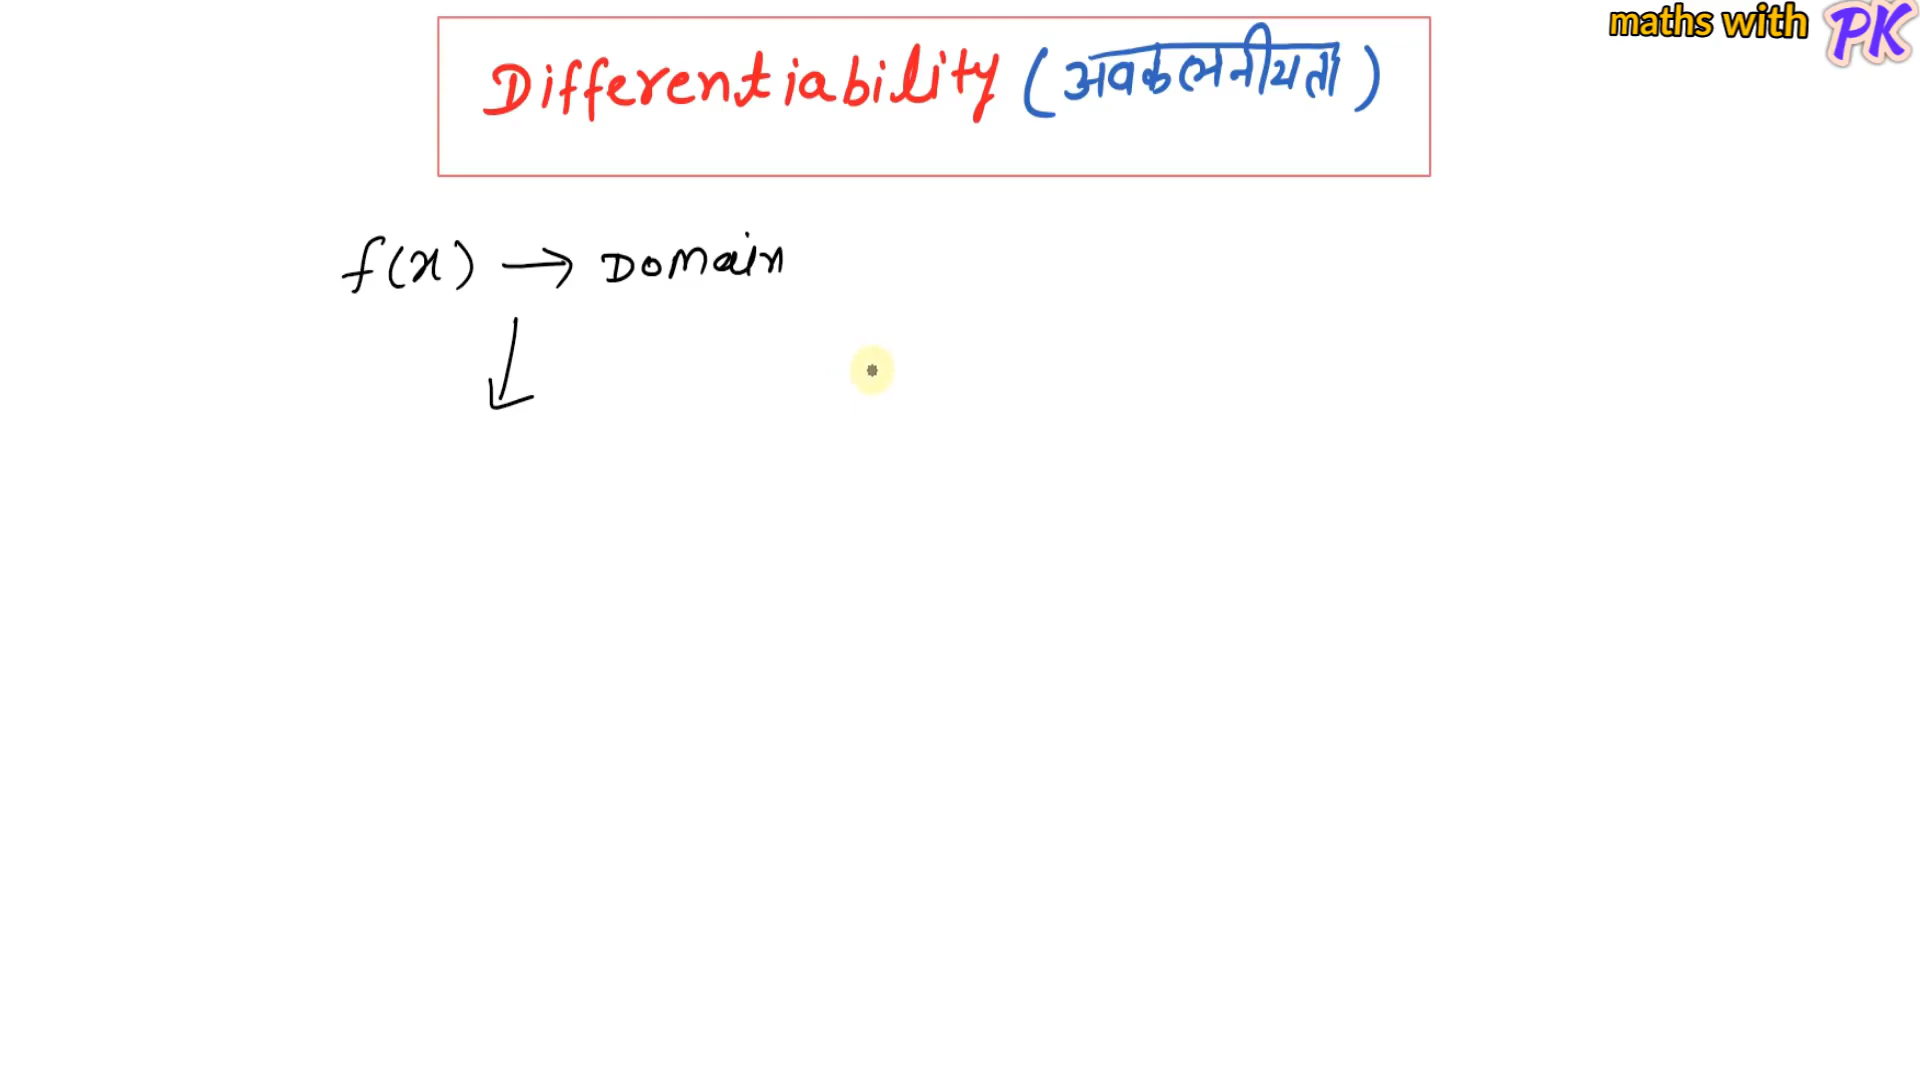 maths with PK
Differentiability (अवकलनीयता)
f(x) → Domain